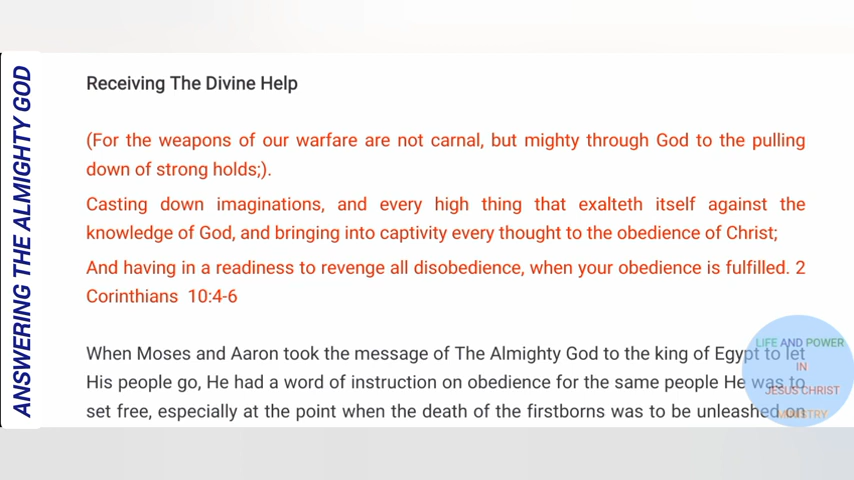 ANSWERING THE ALMIGHTY GOD
Receiving The Divine Help
(For the weapons of our warfare are not carnal, but mighty through God to the pulling
down of strong holds;).
Casting down imaginations, and every high thing that exalteth itself against the
knowledge of God, and bringing into captivity every thought to the obedience of Christ;
And having in a readiness to revenge all disobedience, when your obedience is fulfilled. 2
Corinthians 10:4-6
When Moses and Aaron took the message of The Almighty God to the king of Egypt to let
His people go, He had a word of instruction on obedience for the same people He was to
set free, especially at the point when the death of the firstborns was to be unleashed on
LIFE AND POWER
IN
JESUS CHRIST
MINISTRY